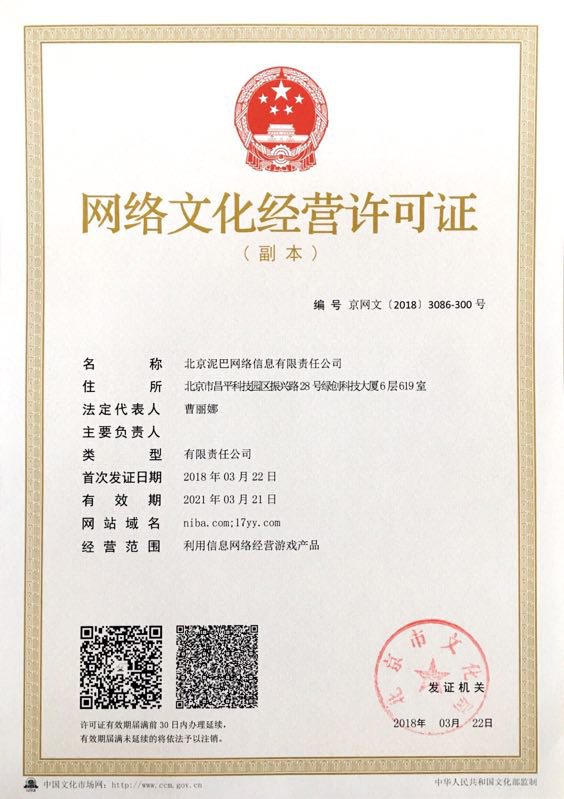 网络文化经营许可证
（副本）
编 号 京网文〔2018〕3086-300 号
名 称 北京泥巴网络信息有限责任公司
住 所 北京市昌平科技园区振兴路28 号绿创科技大厦6 层619 室
法定代表人 曹丽娜
主要负责人
类 型 有限责任公司
首次发证日期 2018 年 03 月 22 日
有 效 期 2021 年 03 月 21 日
网站域名 niba.com;17yy.com
经营范围 利用信息网络经营游戏产品
北京市文化局
发证机关
2018年 03月 22日
许可证有效期届满前 30 日内办理延续，
有效期届满未延续的将依法予以注销。
中国文化市场网：http://www.ccm.gov.cn
中华人民共和国文化部监制